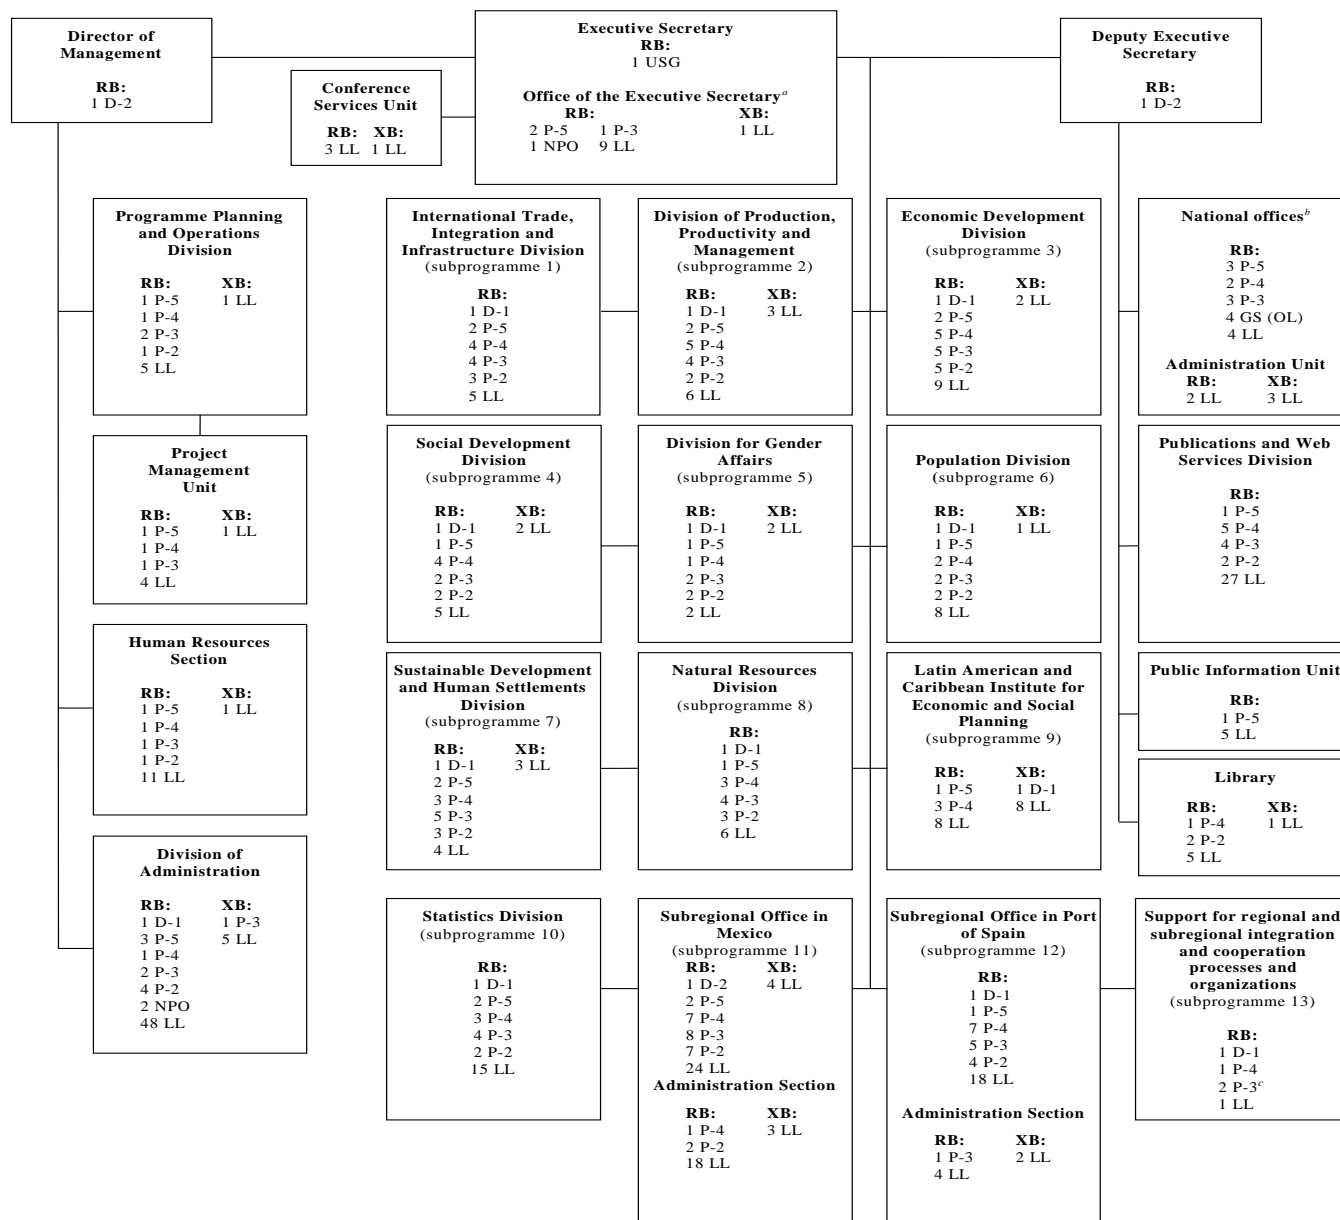 Director of
Management
RB:
1 D-2
Executive Secretary
RB:
1 USG
Office of the Executive Secretary^a
RB: XB:
2 P-5 1 P-3 1 LL
1 NPO 9 LL
Deputy Executive
Secretary
RB:
1 D-2
Conference
Services Unit
RB: XB:
3 LL 1 LL
Programme Planning
and Operations
Division
RB: XB:
1 P-5 1 LL
1 P-4
2 P-3
1 P-2
5 LL
International Trade,
Integration and
Infrastructure Division
(subprogramme 1)
RB:
1 D-1
2 P-5
4 P-4
4 P-3
3 P-2
5 LL
Division of Production,
Productivity and
Management
(subprogramme 2)
RB: XB:
1 D-1 3 LL
2 P-5
5 P-4
4 P-3
2 P-2
6 LL
Economic Development
Division
(subprogramme 3)
RB: XB:
1 D-1 2 LL
2 P-5
5 P-4
5 P-3
5 P-2
9 LL
National offices^b
RB:
3 P-5
2 P-4
3 P-3
4 GS (OL)
4 LL
Administration Unit
RB: XB:
2 LL 3 LL
Project
Management
Unit
RB: XB:
1 P-5 1 LL
1 P-4
1 P-3
4 LL
Social Development
Division
(subprogramme 4)
RB: XB:
1 D-1 2 LL
1 P-5
4 P-4
2 P-3
2 P-2
5 LL
Division for Gender
Affairs
(subprogramme 5)
RB: XB:
1 D-1 2 LL
1 P-5
1 P-4
2 P-3
2 P-2
2 LL
Population Division
(subprograme 6)
RB: XB:
1 D-1 1 LL
1 P-5
2 P-4
2 P-3
2 P-2
8 LL
Publications and Web
Services Division
RB:
1 P-5
5 P-4
4 P-3
2 P-2
27 LL
Human Resources
Section
RB: XB:
1 P-5 1 LL
1 P-4
1 P-3
1 P-2
11 LL
Sustainable Development
and Human Settlements
Division
(subprogramme 7)
RB: XB:
1 D-1 3 LL
2 P-5
3 P-4
5 P-3
3 P-2
4 LL
Natural Resources
Division
(subprogramme 8)
RB:
1 D-1
1 P-5
3 P-4
4 P-3
3 P-2
6 LL
Latin American and
Caribbean Institute for
Economic and Social
Planning
(subprogramme 9)
RB: XB:
1 P-5 1 D-1
3 P-4 8 LL
8 LL
Public Information Unit
RB:
1 P-5
5 LL
Library
RB: XB:
1 P-4 1 LL
2 P-2
5 LL
Division of
Administration
RB: XB:
1 D-1 1 P-3
3 P-5 5 LL
1 P-4
2 P-3
4 P-2
2 NPO
48 LL
Statistics Division
(subprogramme 10)
RB:
1 D-1
2 P-5
3 P-4
4 P-3
2 P-2
15 LL
Subregional Office in
Mexico
(subprogramme 11)
RB: XB:
1 D-2 4 LL
2 P-5
7 P-4
8 P-3
7 P-2
24 LL
Administration Section
RB: XB:
1 P-4 3 LL
2 P-2
18 LL
Subregional Office in Port
of Spain
(subprogramme 12)
RB:
1 D-1
1 P-5
7 P-4
5 P-3
4 P-2
18 LL
Administration Section
RB: XB:
1 P-3 2 LL
4 LL
Support for regional and
subregional integration
and cooperation
processes and
organizations
(subprogramme 13)
RB:
1 D-1
1 P-4
2 P-3^c
1 LL